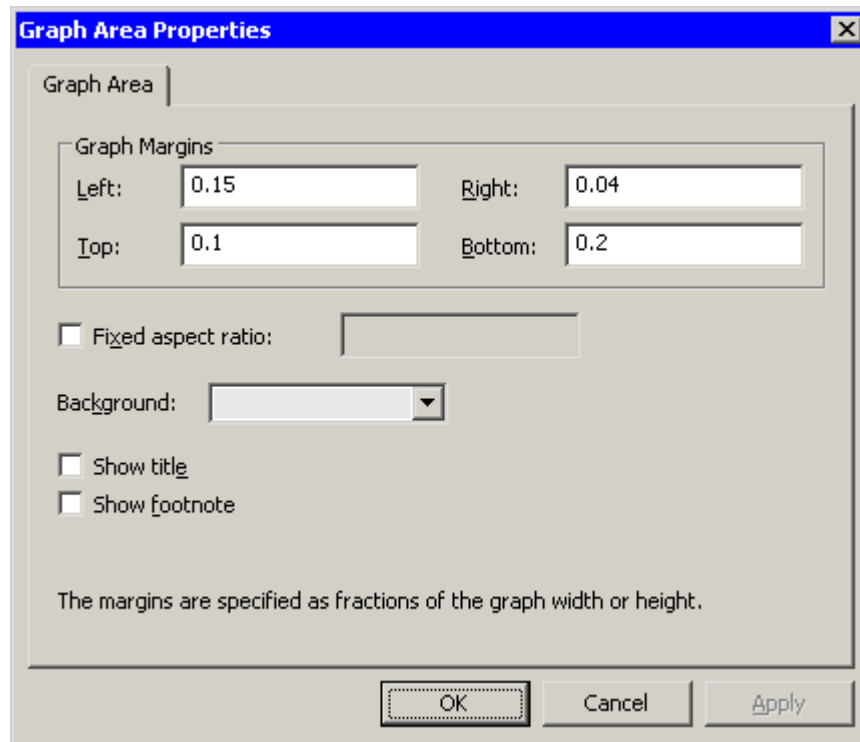 Graph Area Properties
Graph Area
Graph Margins
Left: 0.15 Right: 0.04
Top: 0.1 Bottom: 0.2
Fixed aspect ratio:
Background:
Show title
Show footnote
The margins are specified as fractions of the graph width or height.
OK Cancel Apply